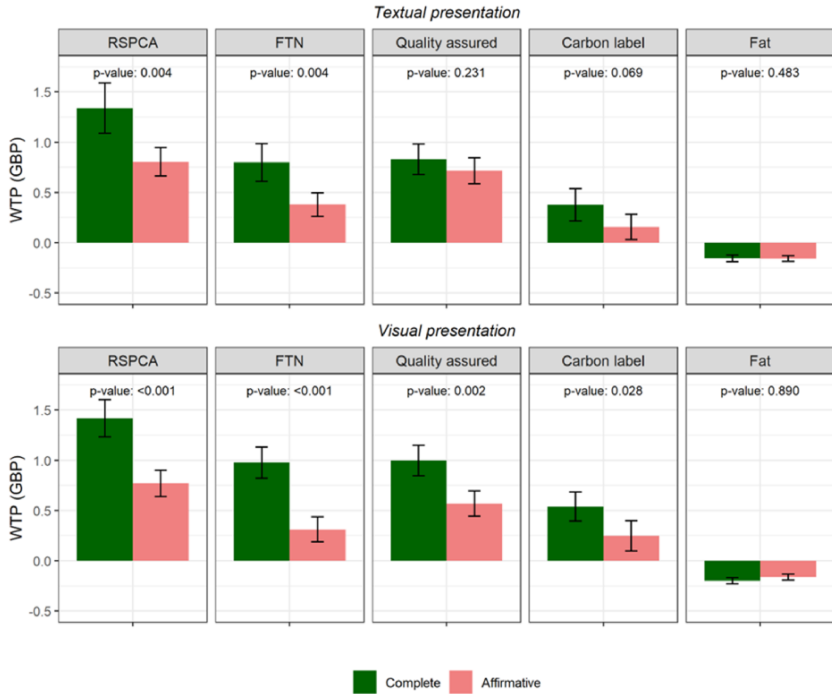 Textual presentation
RSPCA FTN Quality assured Carbon label Fat
p-value: 0.004 p-value: 0.004 p-value: 0.231 p-value: 0.069 p-value: 0.483
WTP (GBP)
1.5
1.0
0.5
0.0
-0.5
Visual presentation
RSPCA FTN Quality assured Carbon label Fat
p-value: <0.001 p-value: <0.001 p-value: 0.002 p-value: 0.028 p-value: 0.890
WTP (GBP)
1.5
1.0
0.5
0.0
-0.5
Complete Affirmative